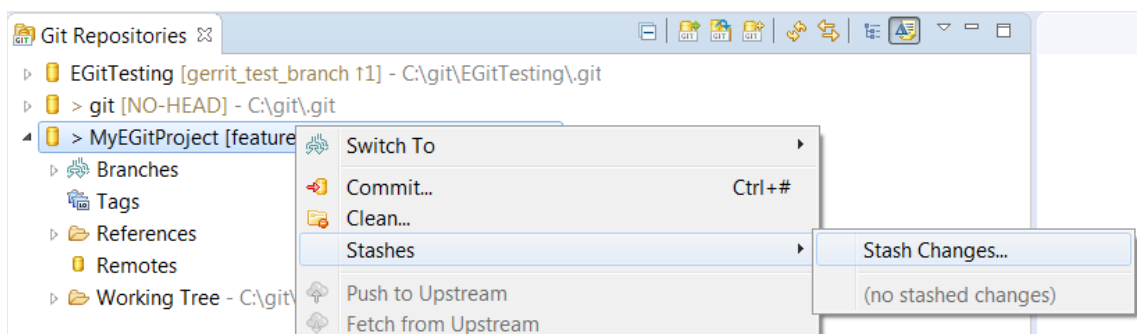 Git Repositories
EGitTesting [gerrit_test_branch ↑1] - C:\git\EGitTesting\.git
> git [NO-HEAD] - C:\git\.git
> MyEGitProject [feature
Branches
Tags
References
Remotes
Working Tree - C:\git\
Switch To
Commit... Ctrl+#
Clean...
Stashes
Push to Upstream
Fetch from Upstream
Stash Changes...
(no stashed changes)